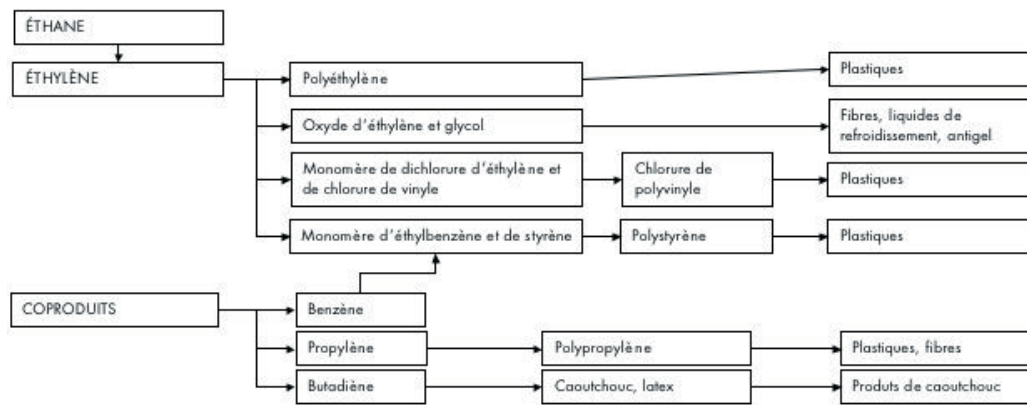 ÉTHANE
ÉTHYLÈNE
Polyéthylène
Plastiques
Oxyde d'éthylène et glycol
Fibres, liquides de
refroidissement, antigel
Monomère de dichlorure d'éthylène et
de chlorure de vinyle
Chlorure de
polyvinyle
Plastiques
Monomère d'éthylbenzène et de styrène
Polystyrène
Plastiques
COPRODUITS
Benzène
Propylène
Polypropylène
Plastiques, fibres
Butadiène
Caoutchouc, latex
Produts de caoutchouc